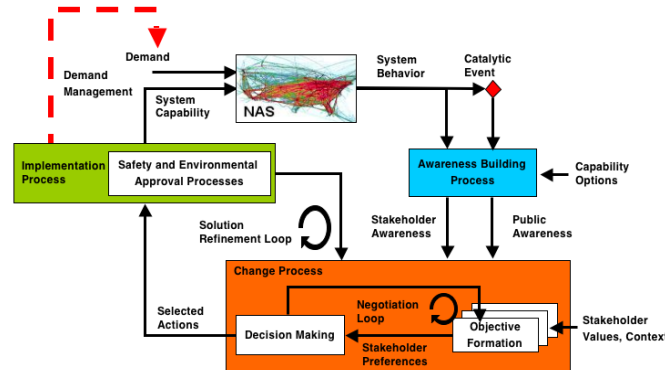 Demand
Demand
Management
System
Capability
NAS
System
Behavior
Catalytic
Event
Implementation
Process
Safety and Environmental
Approval Processes
Awareness Building
Process
Capability
Options
Solution
Refinement Loop
Stakeholder
Awareness
Public
Awareness
Change Process
Selected
Actions
Decision Making
Negotiation
Loop
Stakeholder
Preferences
Objective
Formation
Stakeholder
Values, Context